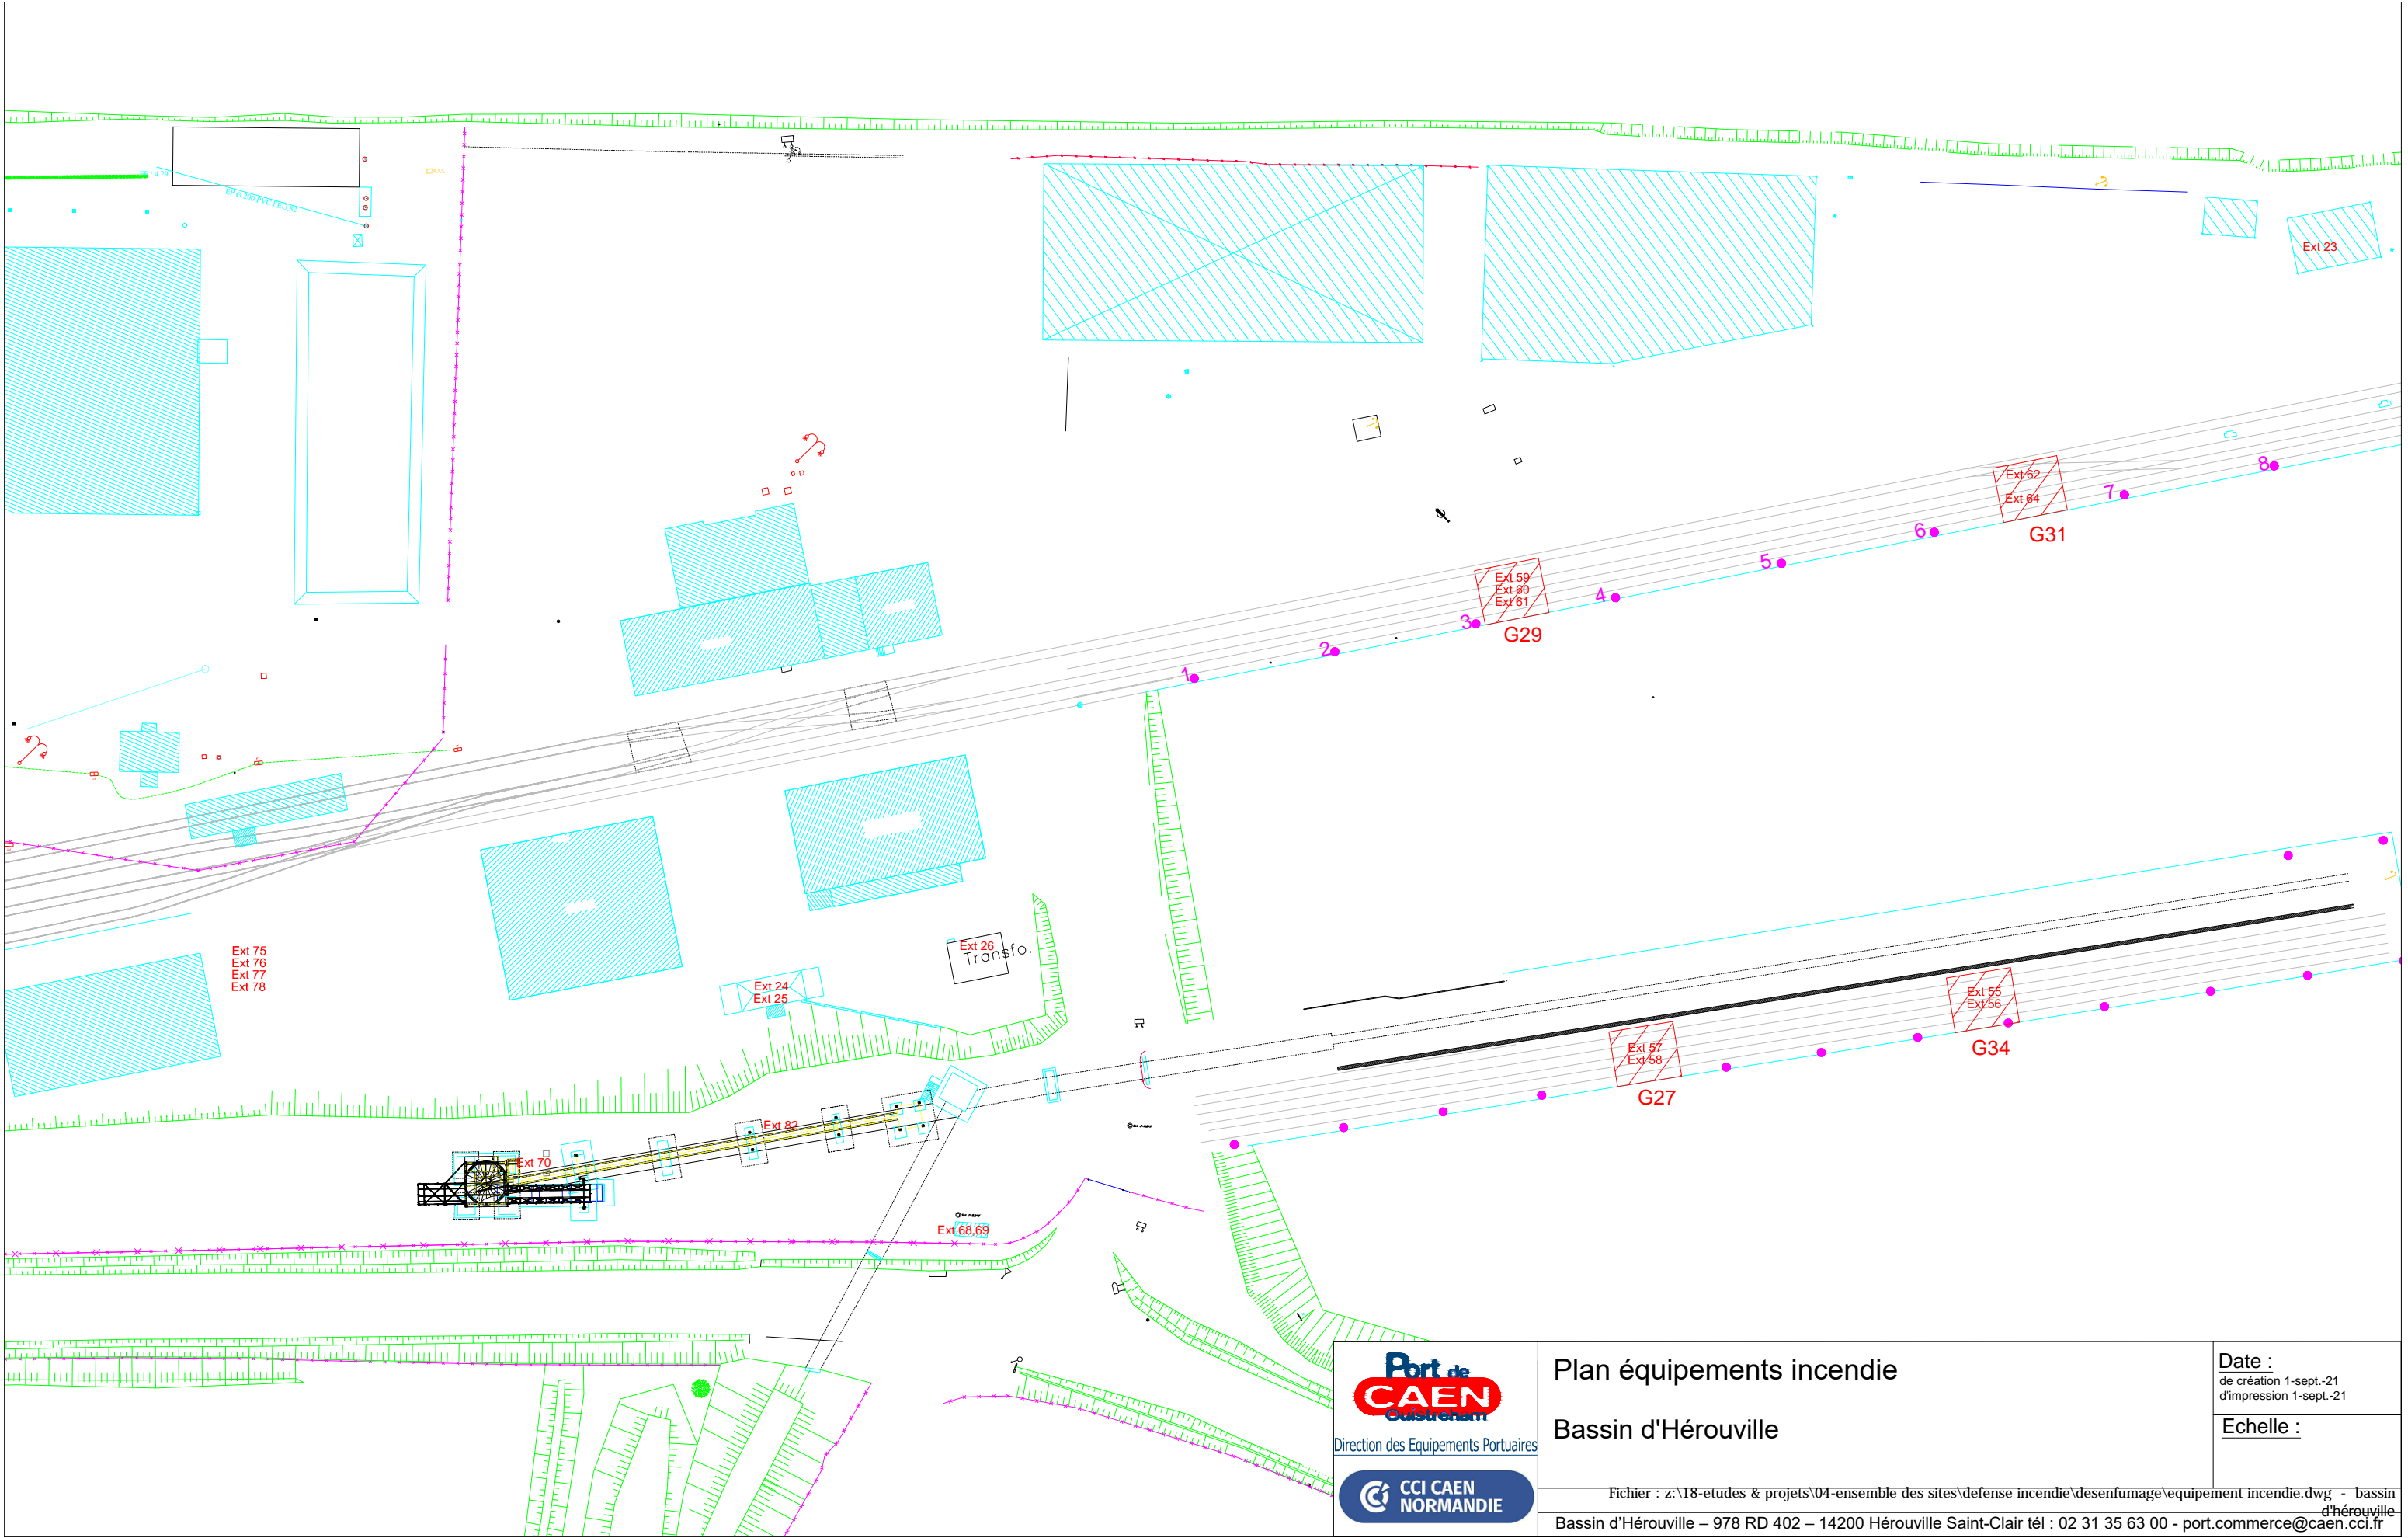 Ext 23
Ext 62
Ext 64
G31
8
7
6
5
Ext 59
Ext 60
Ext 61
G29
4
3
2
1
Ext 75
Ext 76
Ext 77
Ext 78
Ext 26
Transfo.
Ext 24
Ext 25
Ext 55
Ext 56
G34
Ext 57
Ext 58
G27
Ext 82
Ext 70
Ext 68,69
Port de
CAEN
Ouistreham
Direction des Equipements Portuaires
CCI CAEN
NORMANDIE
Plan équipements incendie
Bassin d'Hérouville
Date :
de création 1-sept.-21
d'impression 1-sept.-21
Echelle :
Fichier : z:\18-etudes & projets\04-ensemble des sites\defense incendie\desenfumage\equipement incendie.dwg - bassin
d'hérouville
Bassin d'Hérouville – 978 RD 402 – 14200 Hérouville Saint-Clair tél : 02 31 35 63 00 - port.commerce@caen.cci.fr